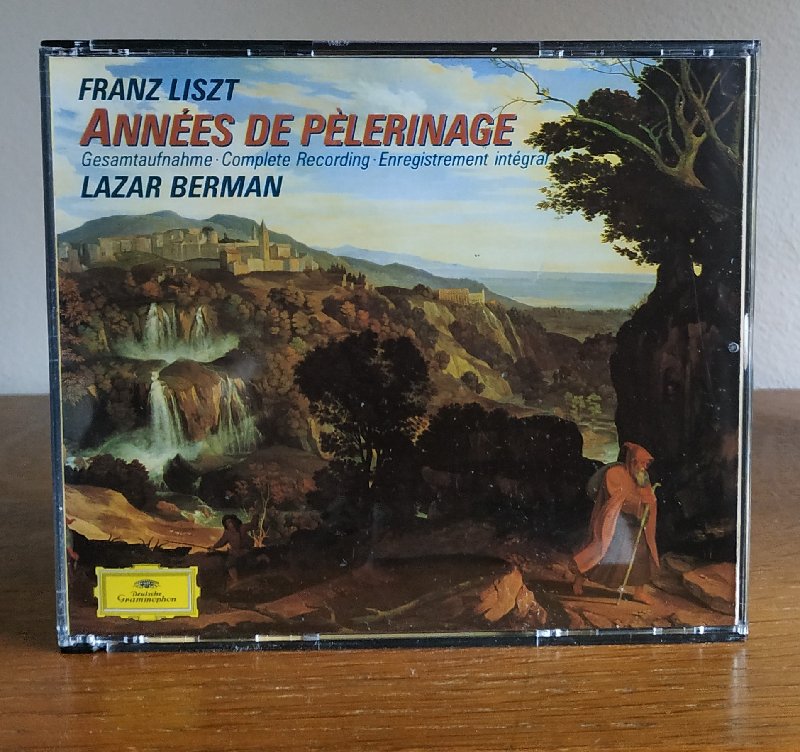 FRANZ LISZT
ANNÉES DE PÈLERINAGE
Gesamtaufnahme · Complete Recording · Enregistrement intégral
LAZAR BERMAN
Deutsche
Grammophon